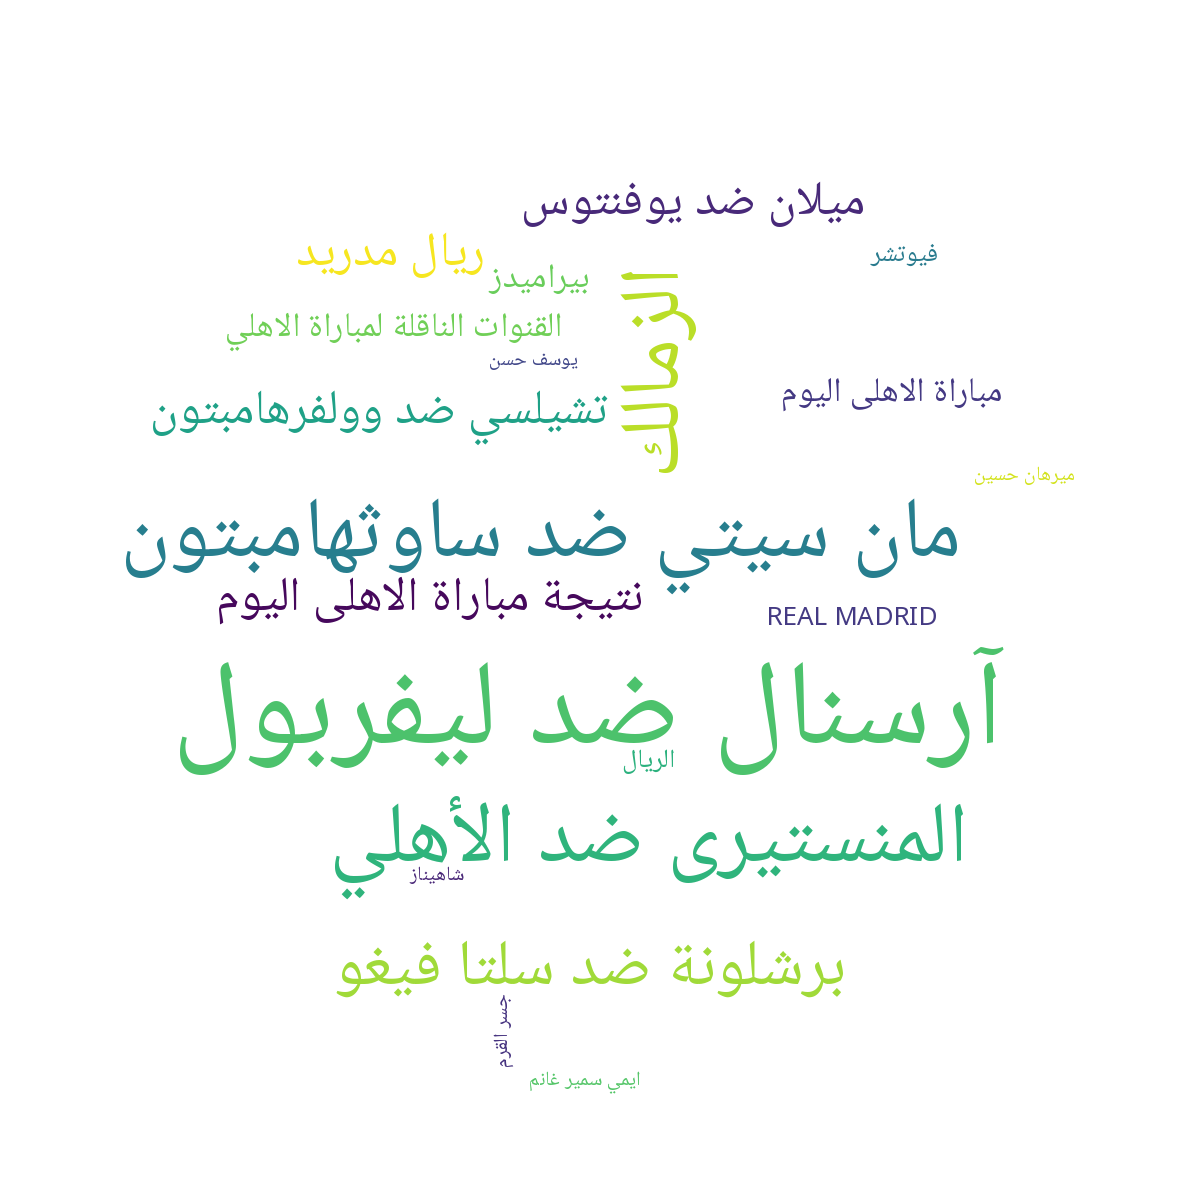 ميلان ضد يوفنتوس
ريال مدريد
فيوتشر
بيراميدز
الزمالك
القنوات الناقلة لمباراة الاهلي
يوسف حسن
مباراة الاهلى اليوم
تشيلسي ضد وولفرهامبتون
ميرهان حسين
مان سيتي ضد ساوثهامبتون
نتيجة مباراة الاهلى اليوم
REAL MADRID
آرسنال ضد ليفربول
الريال
المنستيرى ضد الأهلي
شاهيناز
برشلونة ضد سلتا فيغو
جسر القرم
ايمي سمير غانم